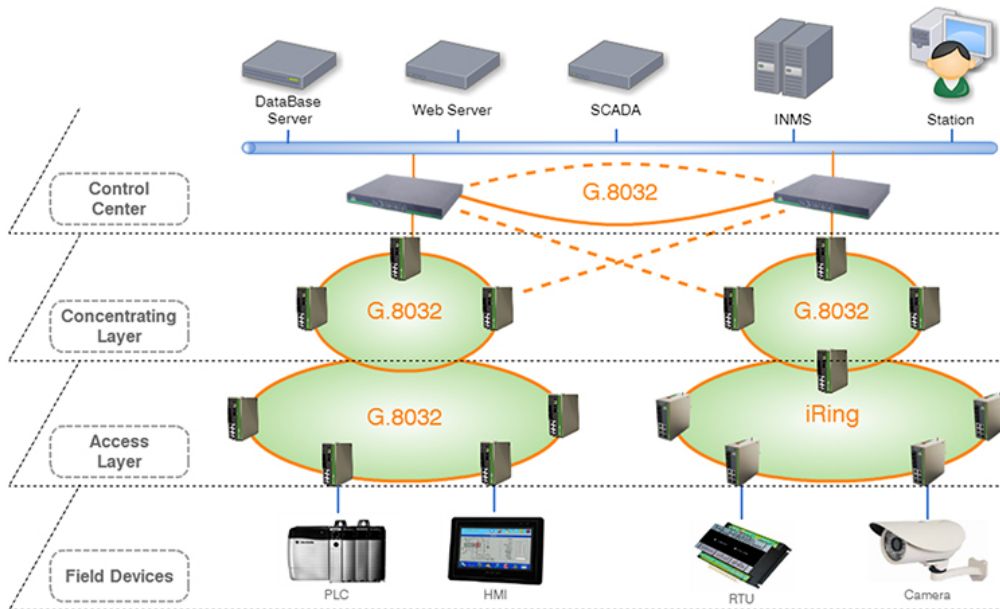 DataBase
Server
Web Server
SCADA
INMS
Station
Control
Center
G.8032
Concentrating
Layer
G.8032
G.8032
Access
Layer
G.8032
iRing
Field Devices
PLC
HMI
RTU
Camera